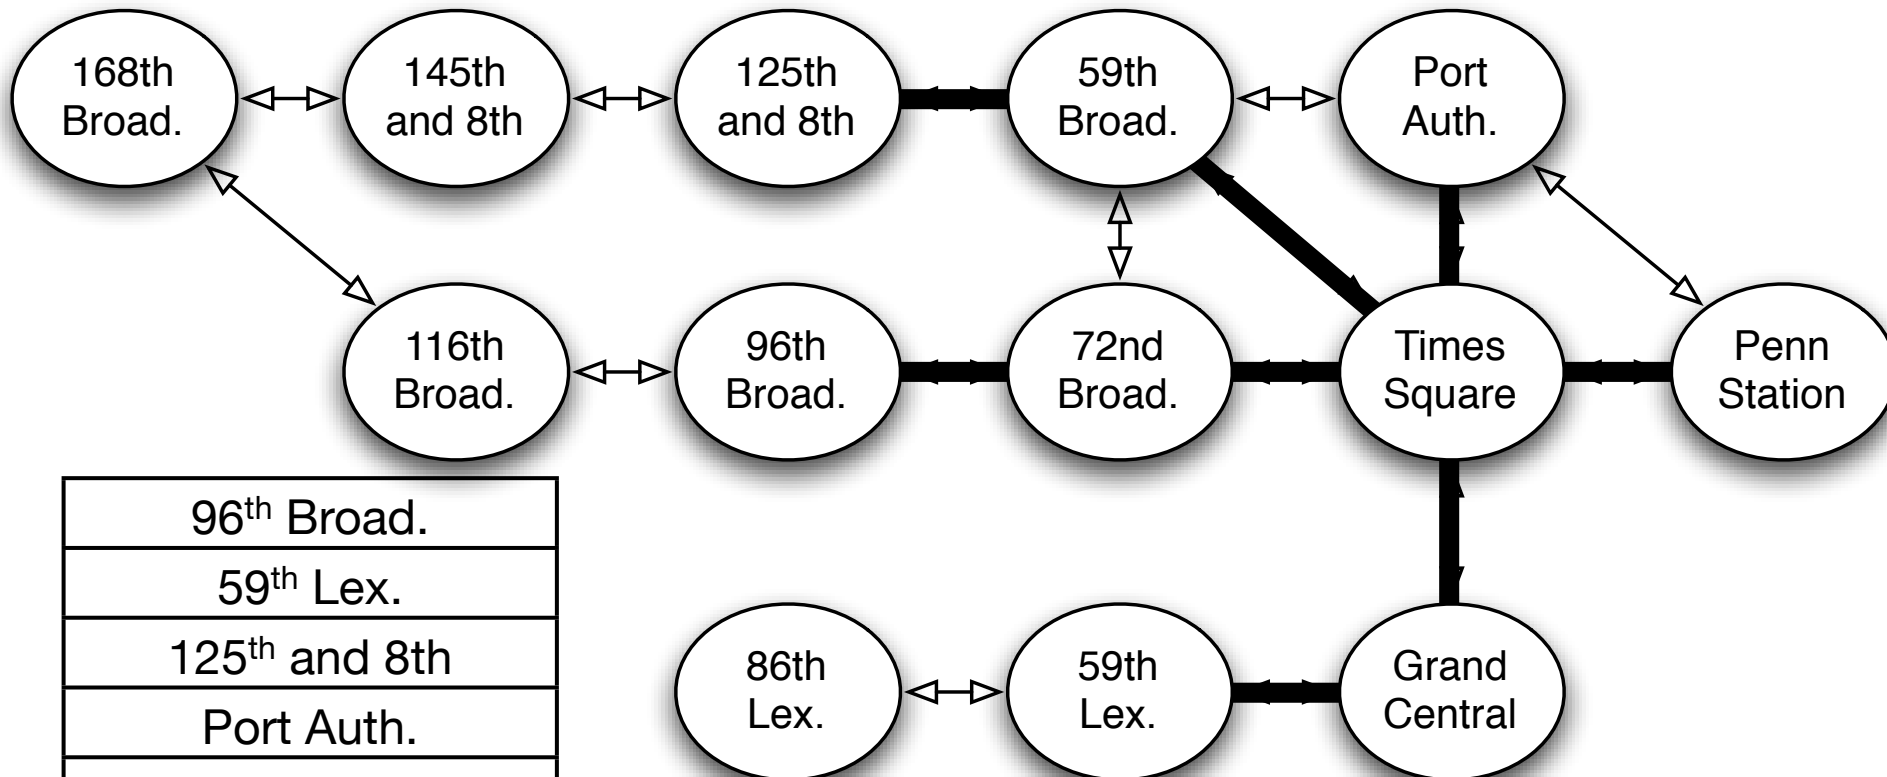 168th
Broad.
145th
and 8th
125th
and 8th
59th
Broad.
Port
Auth.
116th
Broad.
96th
Broad.
72nd
Broad.
Times
Square
Penn
Station
96th Broad.
59th Lex.
125th and 8th
Port Auth.
86th
Lex.
59th
Lex.
Grand
Central